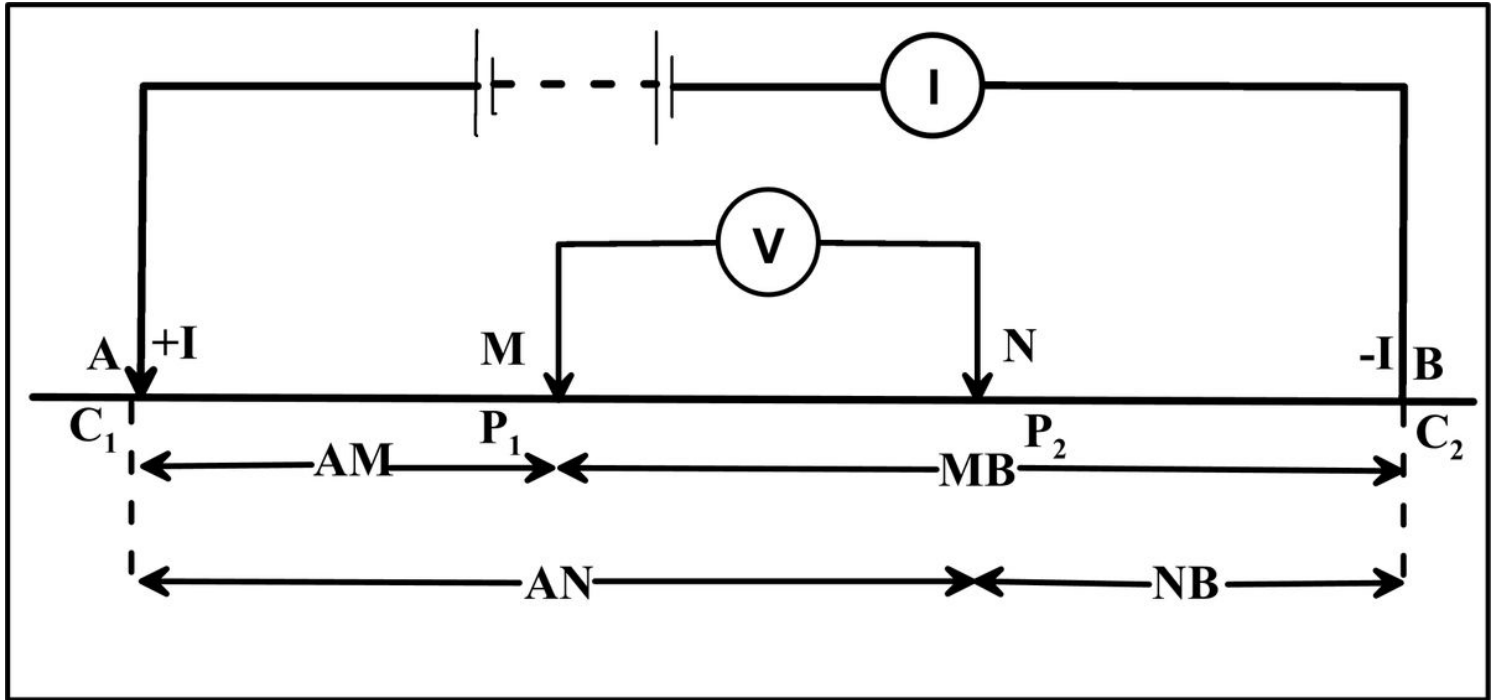 I
V
A +I M N -I B
C₁ P₁ P₂ C₂
AM MB
AN NB